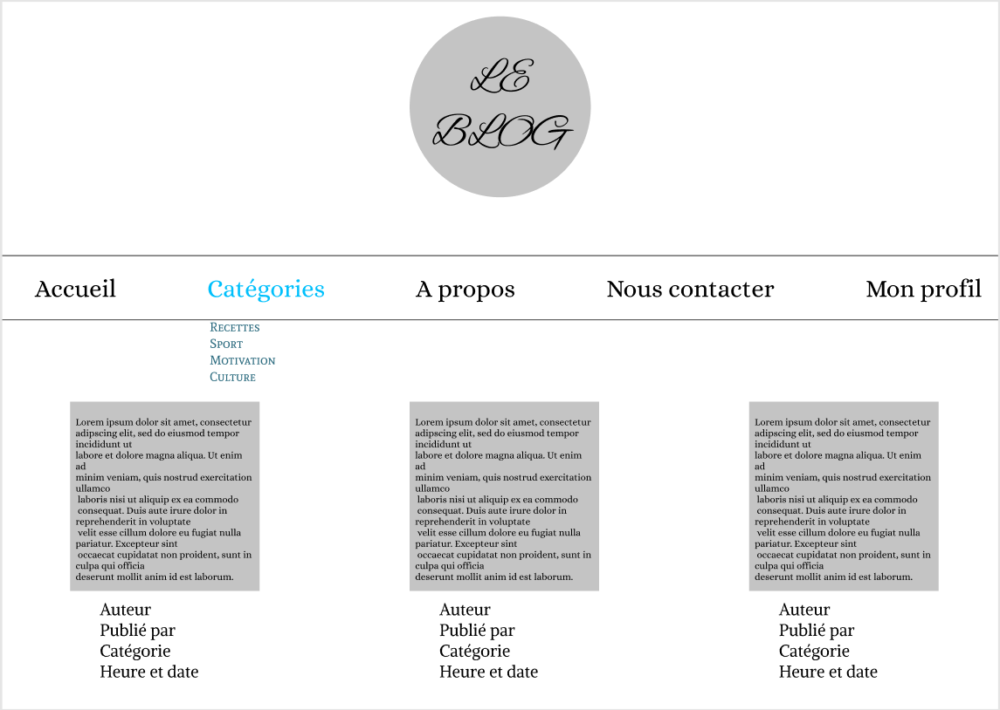 LE
BLOG
Accueil
Catégories
A propos
Nous contacter
Mon profil
RECETTES
SPORT
MOTIVATION
CULTURE
Lorem ipsum dolor sit amet, consectetur
adipscing elit, sed do eiusmod tempor
incididunt ut
labore et dolore magna aliqua. Ut enim
ad
minim veniam, quis nostrud exercitation
ullamco
laboris nisi ut aliquip ex ea commodo
consequat. Duis aute irure dolor in
reprehenderit in voluptate
velit esse cillum dolore eu fugiat nulla
pariatur. Excepteur sint
occaecat cupidatat non proident, sunt in
culpa qui officia
deserunt mollit anim id est laborum.
Auteur
Publié par
Catégorie
Heure et date
Lorem ipsum dolor sit amet, consectetur
adipscing elit, sed do eiusmod tempor
incididunt ut
labore et dolore magna aliqua. Ut enim
ad
minim veniam, quis nostrud exercitation
ullamco
laboris nisi ut aliquip ex ea commodo
consequat. Duis aute irure dolor in
reprehenderit in voluptate
velit esse cillum dolore eu fugiat nulla
pariatur. Excepteur sint
occaecat cupidatat non proident, sunt in
culpa qui officia
deserunt mollit anim id est laborum.
Auteur
Publié par
Catégorie
Heure et date
Lorem ipsum dolor sit amet, consectetur
adipscing elit, sed do eiusmod tempor
incididunt ut
labore et dolore magna aliqua. Ut enim
ad
minim veniam, quis nostrud exercitation
ullamco
laboris nisi ut aliquip ex ea commodo
consequat. Duis aute irure dolor in
reprehenderit in voluptate
velit esse cillum dolore eu fugiat nulla
pariatur. Excepteur sint
occaecat cupidatat non proident, sunt in
culpa qui officia
deserunt mollit anim id est laborum.
Auteur
Publié par
Catégorie
Heure et date